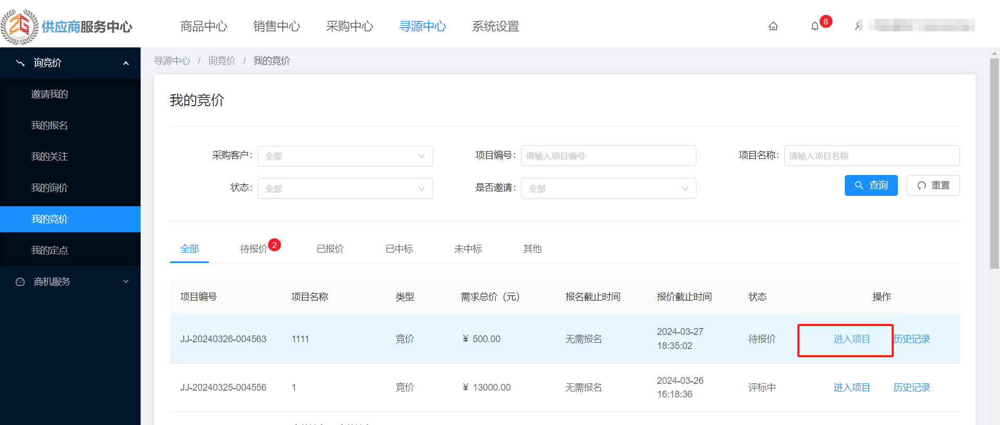 供应商服务中心
商品中心 销售中心 采购中心 寻源中心 系统设置 8
询竞价
邀请我的
我的报名
我的关注
我的询价
我的竞价
我的定点
商机服务
寻源中心 / 询竞价 / 我的竞价
我的竞价
采购客户: 全部 项目编号: 请输入项目编号 项目名称: 请输入项目名称
状态: 全部 是否邀请: 全部 查询 重置
全部 待报价 2 已报价 已中标 未中标 其他
项目编号 项目名称 类型 需求总价（元） 报名截止时间 报价截止时间 状态 操作
JJ-20240326-004563 1111 竞价 ¥ 500.00 无需报名 2024-03-27 18:35:02 待报价 进入项目 历史记录
JJ-20240325-004556 1 竞价 ¥ 13000.00 无需报名 2024-03-26 16:18:36 评标中 进入项目 历史记录